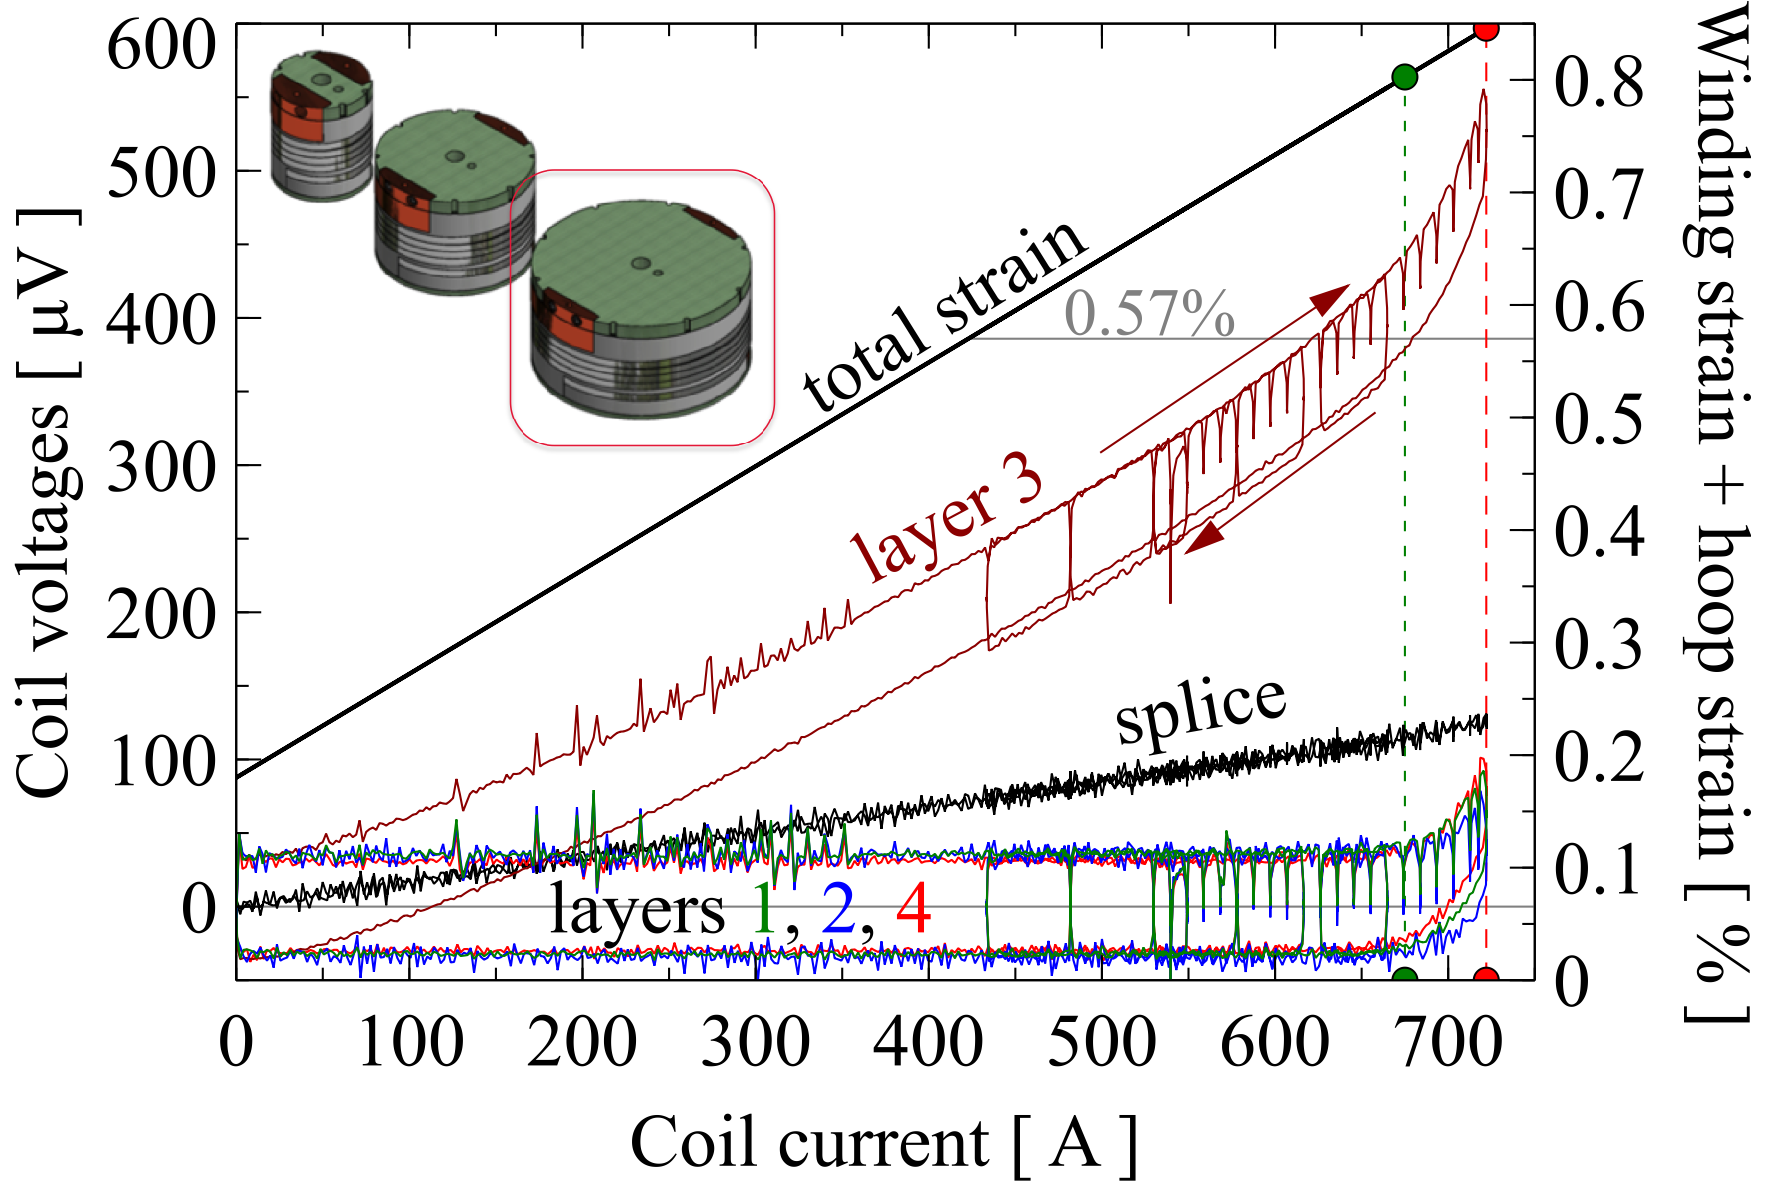 600
500
400
300
200
100
0
Coil voltages [ μV ]
0 100 200 300 400 500 600 700
Coil current [ A ]
0.8
0.7
0.6
0.5
0.4
0.3
0.2
0.1
0
Winding strain + hoop strain [ % ]
total strain
0.57%
layer 3
splice
layers 1, 2, 4